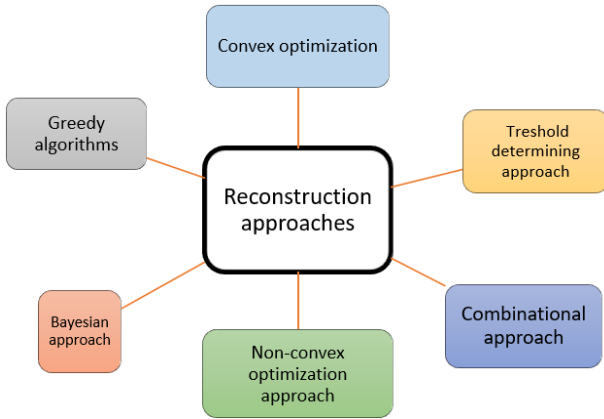 Convex optimization
Greedy
algorithms
Treshold
determining
approach
Reconstruction
approaches
Bayesian
approach
Non-convex
optimization
approach
Combinational
approach